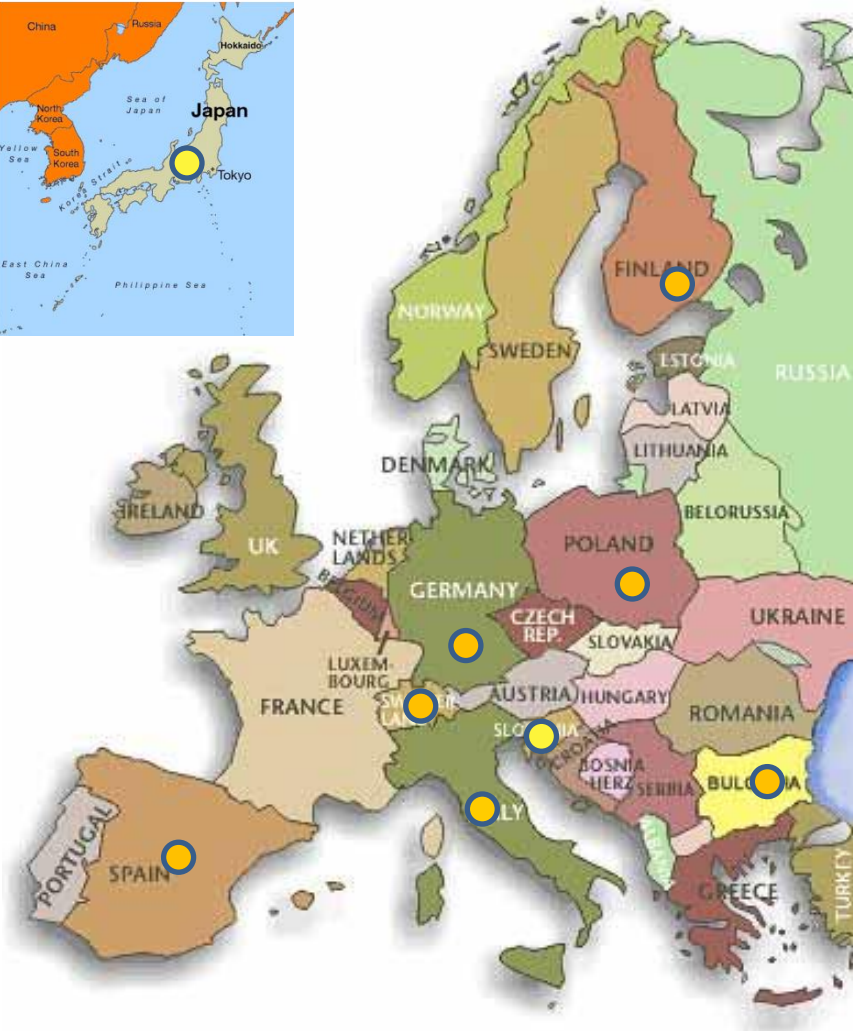 China
Russia
Hokkaido
Sea of
Japan
Japan
North
Korea
Yellow
Sea
South
Korea
Korea Strait
Tokyo
East China
Sea
Philippine Sea
FINLAND
NORWAY
SWEDEN
ESTONIA
RUSSIA
LATVIA
LITHUANIA
DENMARK
IRELAND
UK
NETHER-
LANDS
BELGIUM
GERMANY
POLAND
BELORUSSIA
CZECH
REP.
UKRAINE
SLOVAKIA
LUXEM-
BOURG
FRANCE
AUSTRIA
HUNGARY
ROMANIA
CROATIA
BOSNIA
HERZ
SERBIA
PORTUGAL
SPAIN
GREECE
TURKEY